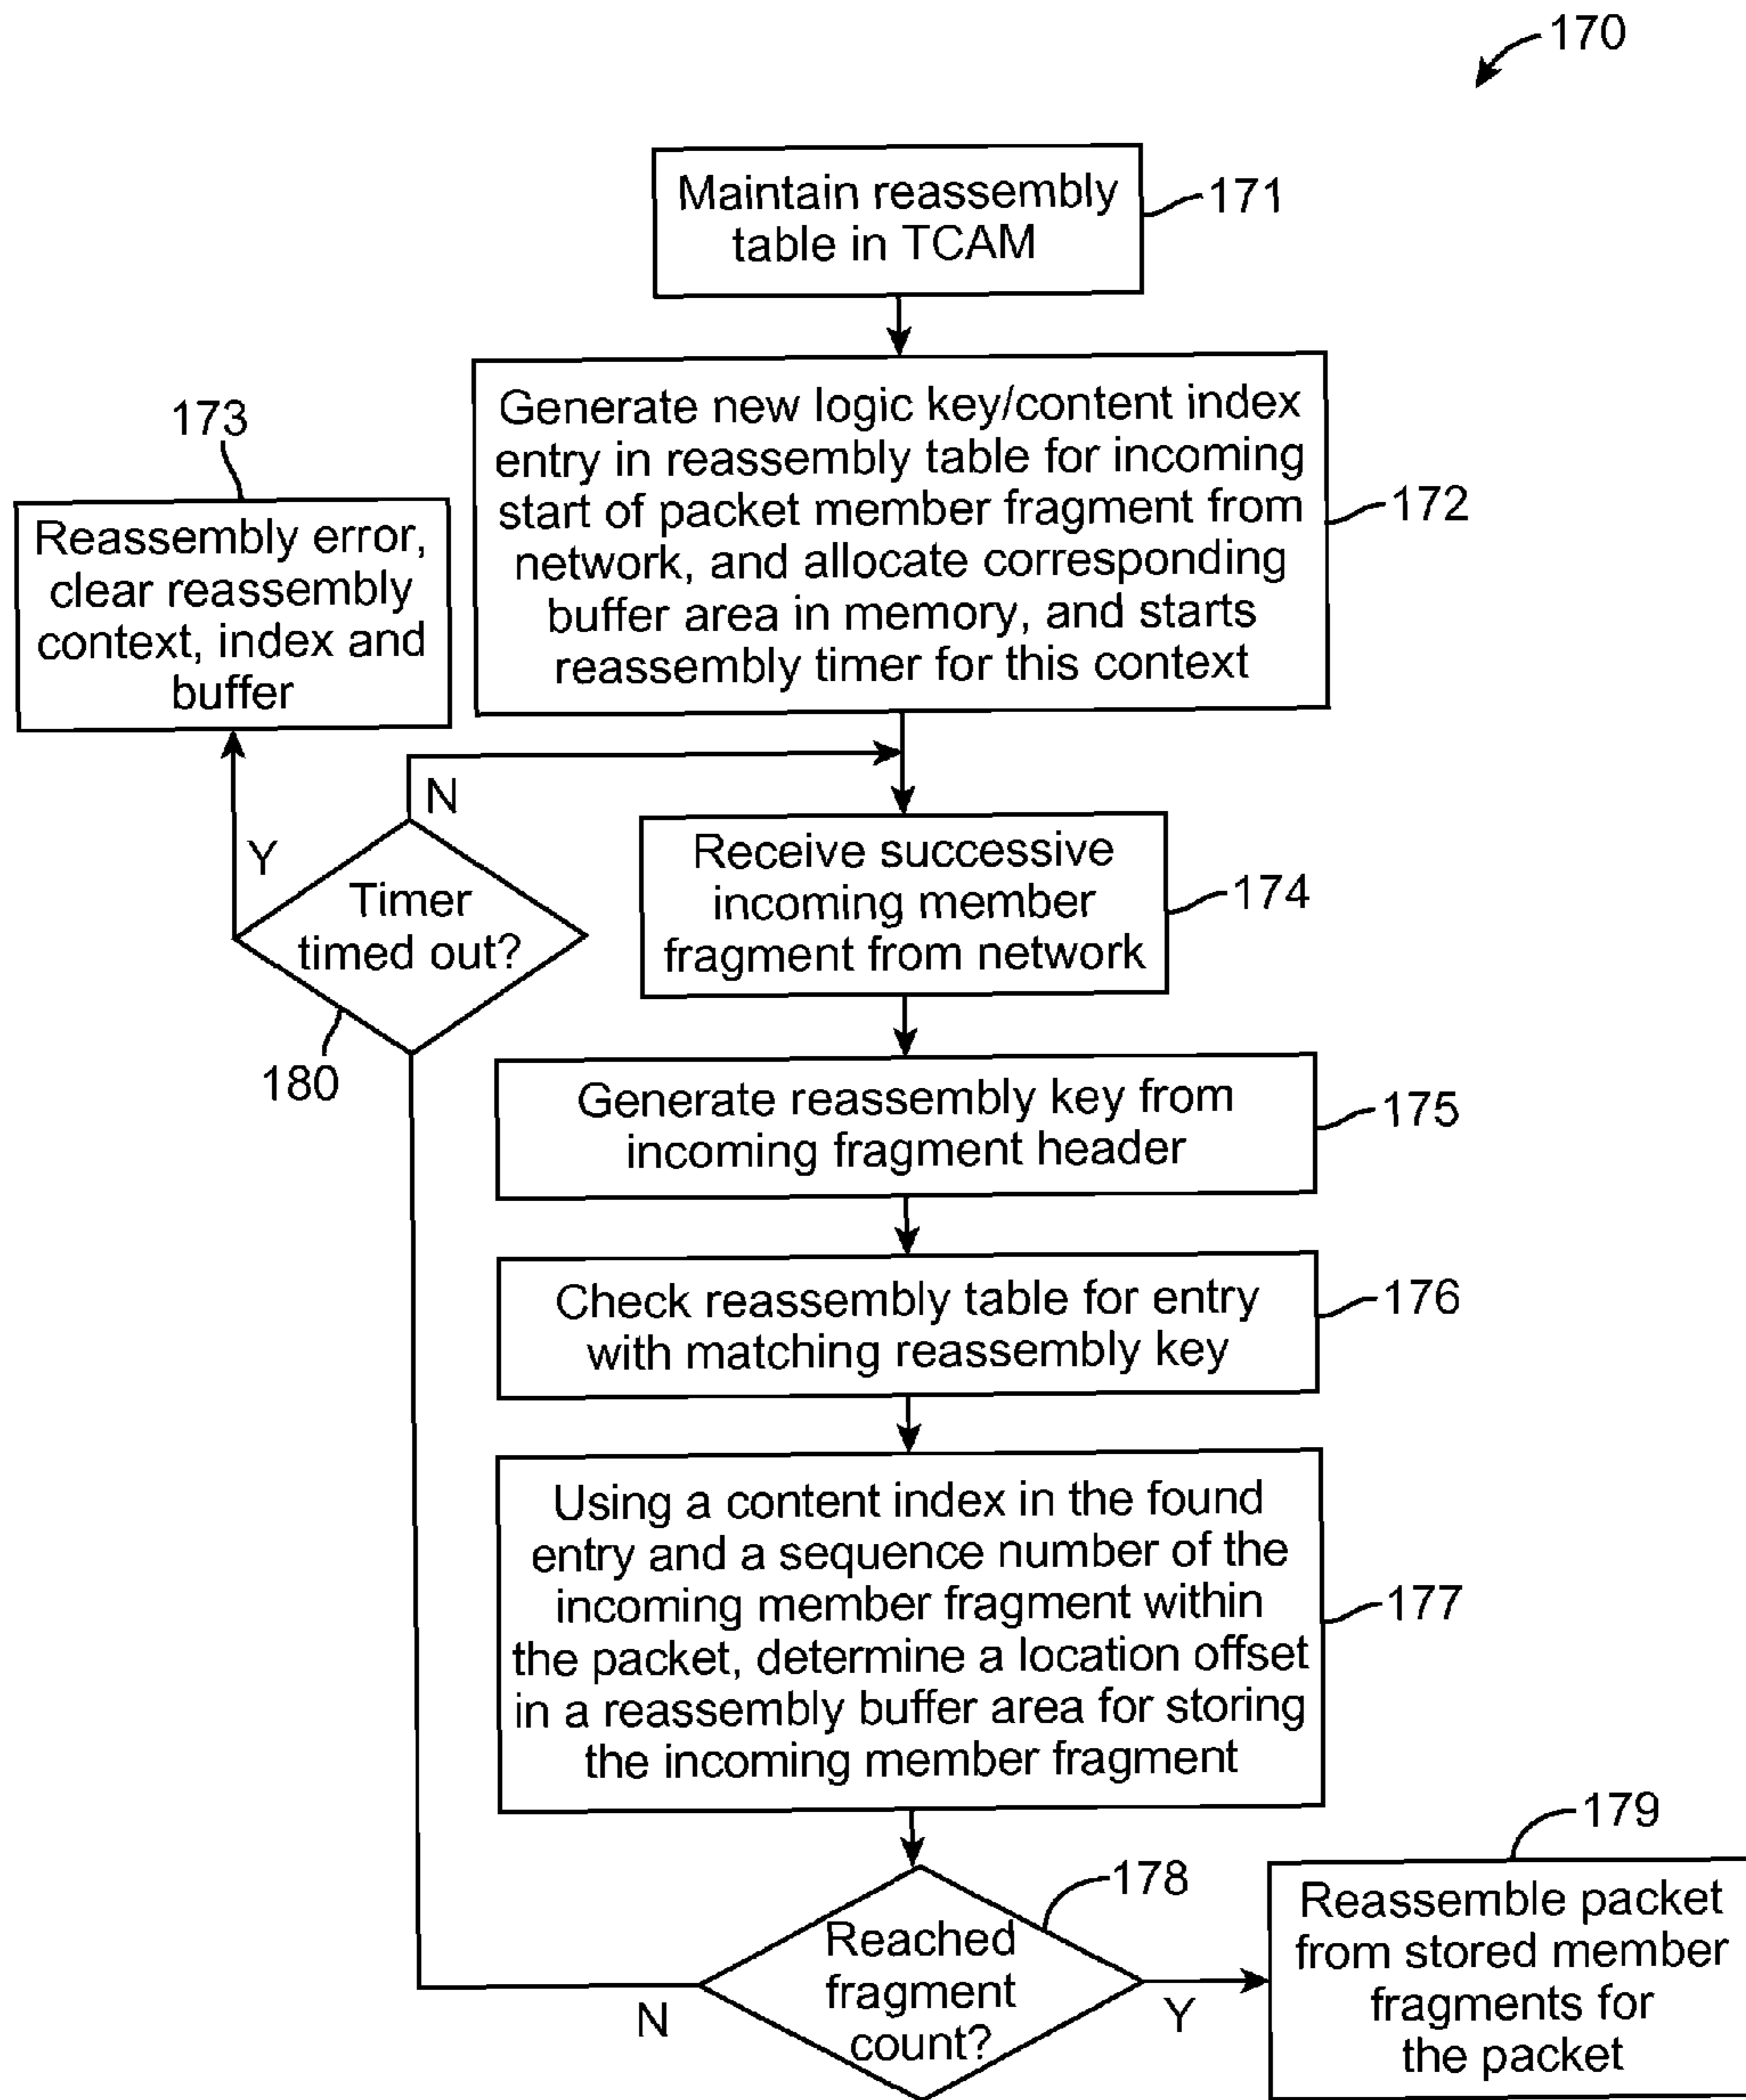 170
Maintain reassembly
table in TCAM
171
Generate new logic key/content index
entry in reassembly table for incoming
start of packet member fragment from
network, and allocate corresponding
buffer area in memory, and starts
reassembly timer for this context
172
173
Reassembly error,
clear reassembly
context, index and
buffer
N
Y
Timer
timed out?
180
Receive successive
incoming member
fragment from network
174
Generate reassembly key from
incoming fragment header
175
Check reassembly table for entry
with matching reassembly key
176
Using a content index in the found
entry and a sequence number of the
incoming member fragment within
the packet, determine a location offset
in a reassembly buffer area for storing
the incoming member fragment
177
178
Reached
fragment
count?
N
Y
179
Reassemble packet
from stored member
fragments for
the packet